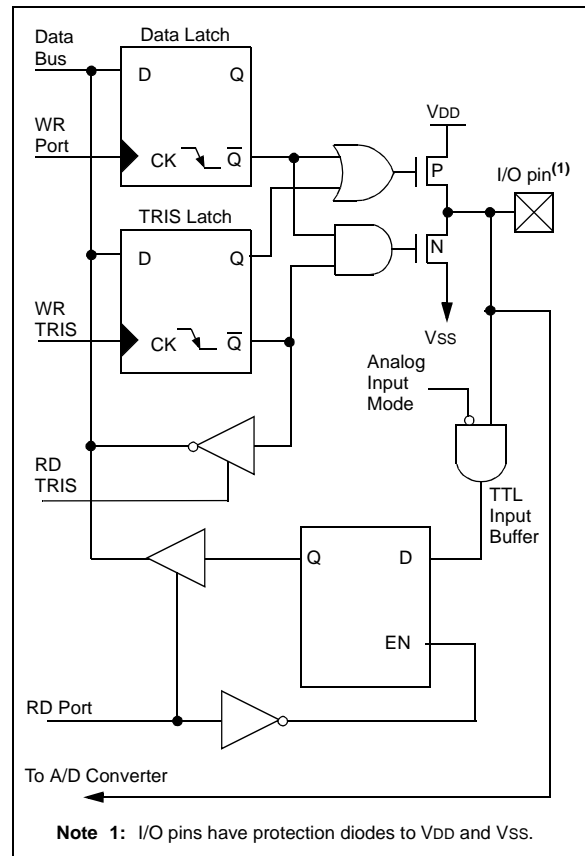 Data
Bus
Data Latch
D
Q
WR
Port
CK
Q
VDD
P
I/O pin(1)
TRIS Latch
D
Q
N
WR
TRIS
CK
Q
VSS
Analog
Input
Mode
RD
TRIS
TTL
Input
Buffer
Q
D
EN
RD Port
To A/D Converter
Note 1: I/O pins have protection diodes to VDD and VSS.